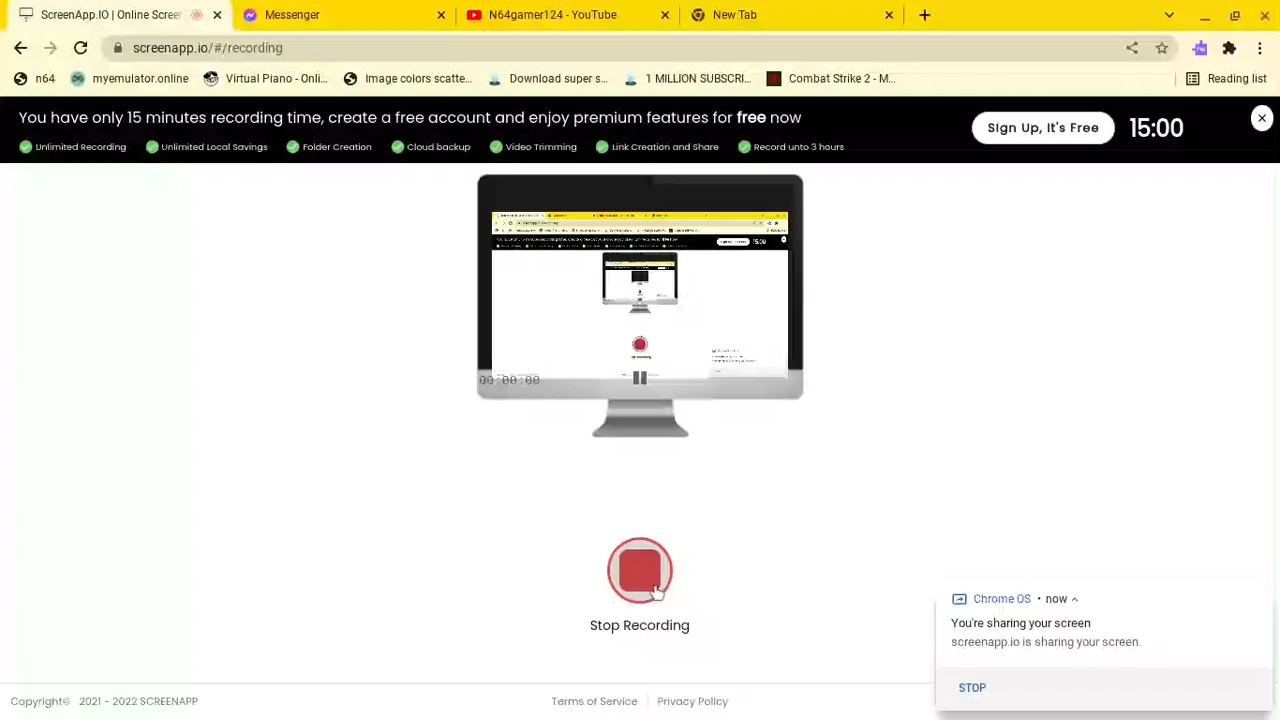 ScreenApp.IO | Online Screen
Messenger
N64gamer124 - YouTube
New Tab
screenapp.io/#/recording
n64
myemulator.online
Virtual Piano - Onli...
Image colors scatte...
Download super s...
1 MILLION SUBSCRI...
Combat Strike 2 - M...
Reading list
You have only 15 minutes recording time, create a free account and enjoy premium features for free now
Sign Up, It's Free
15:00
Unlimited Recording
Unlimited Local Savings
Folder Creation
Cloud backup
Video Trimming
Link Creation and Share
Record unto 3 hours
00:00:00
Stop Recording
Chrome OS • now
You're sharing your screen
screenapp.io is sharing your screen.
STOP
Copyright© 2021 - 2022 SCREENAPP
Terms of Service
Privacy Policy